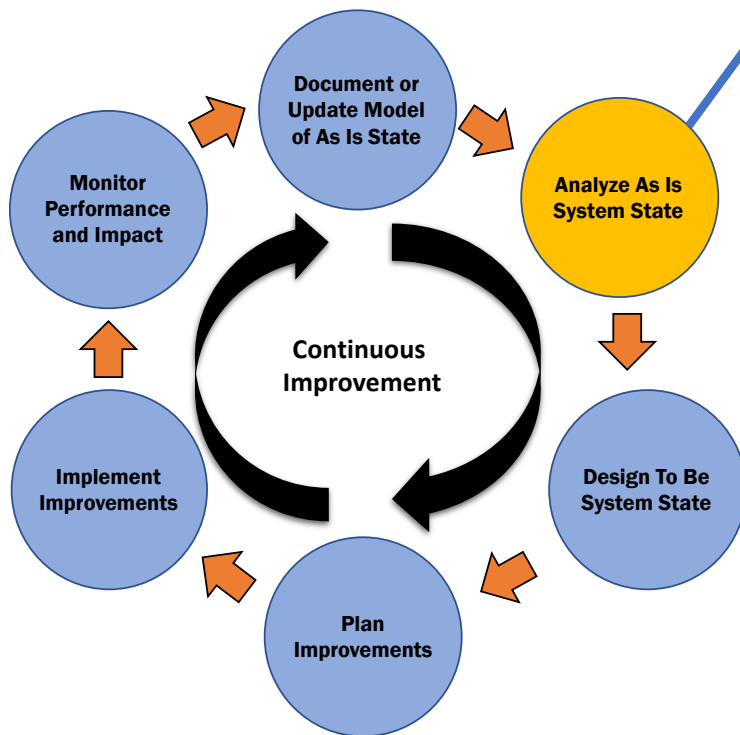 Document or
Update Model
of As Is State
Analyze As Is
System State
Design To Be
System State
Plan
Improvements
Implement
Improvements
Monitor
Performance
and Impact
Continuous
Improvement